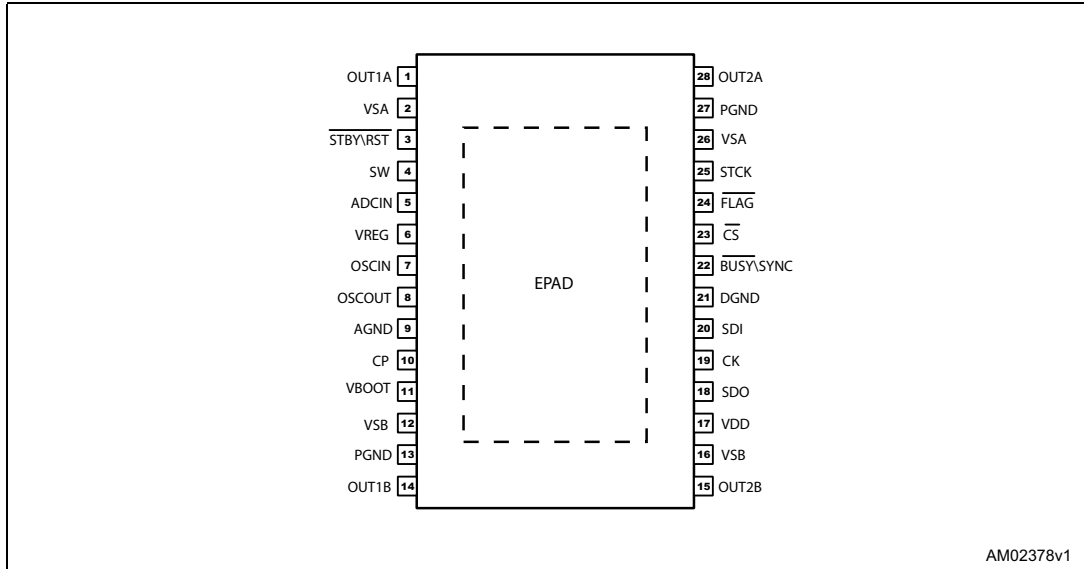 OUT1A 1 28 OUT2A
VSA 2 27 PGND
STBY\RST 3 26 VSA
SW 4 25 STCK
ADCIN 5 24 FLAG
VREG 6 23 CS
OSCIN 7 22 BUSY\SYNC
EPAD
OSCOUT 8 21 DGND
AGND 9 20 SDI
CP 10 19 CK
VBOOT 11 18 SDO
VSB 12 17 VDD
PGND 13 16 VSB
OUT1B 14 15 OUT2B
AM02378v1